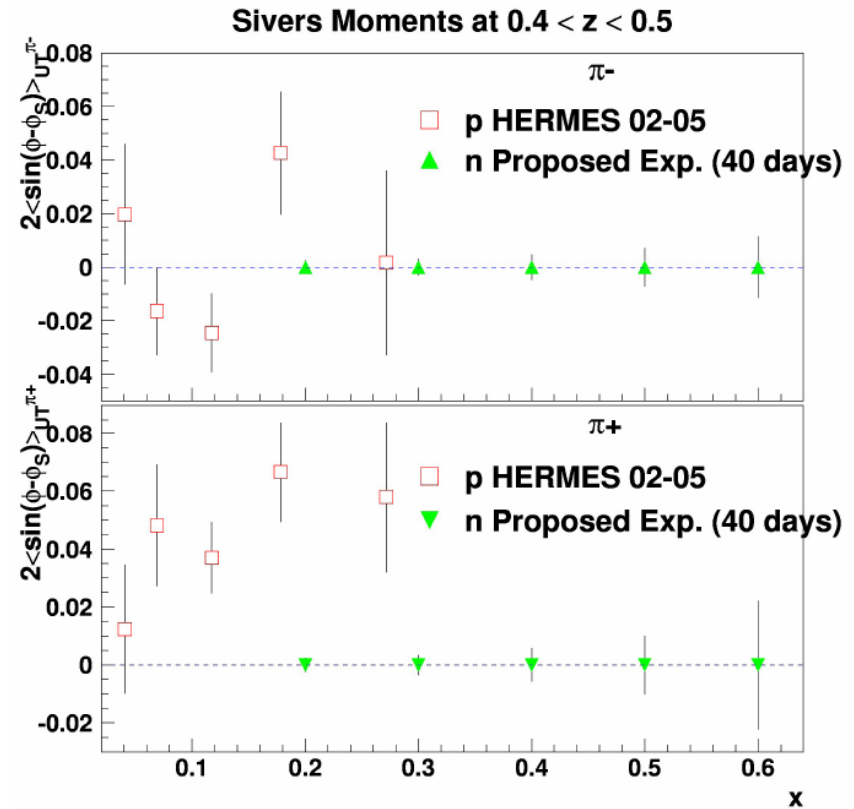 Sivers Moments at 0.4 < z < 0.5
2<sin(ϕ-ϕS)>UTπ-
0.08
0.06
0.04
0.02
0
-0.02
-0.04
π-
p HERMES 02-05
n Proposed Exp. (40 days)
2<sin(ϕ-ϕS)>UTπ+
0.08
0.06
0.04
0.02
0
-0.02
π+
p HERMES 02-05
n Proposed Exp. (40 days)
0.1 0.2 0.3 0.4 0.5 0.6
x